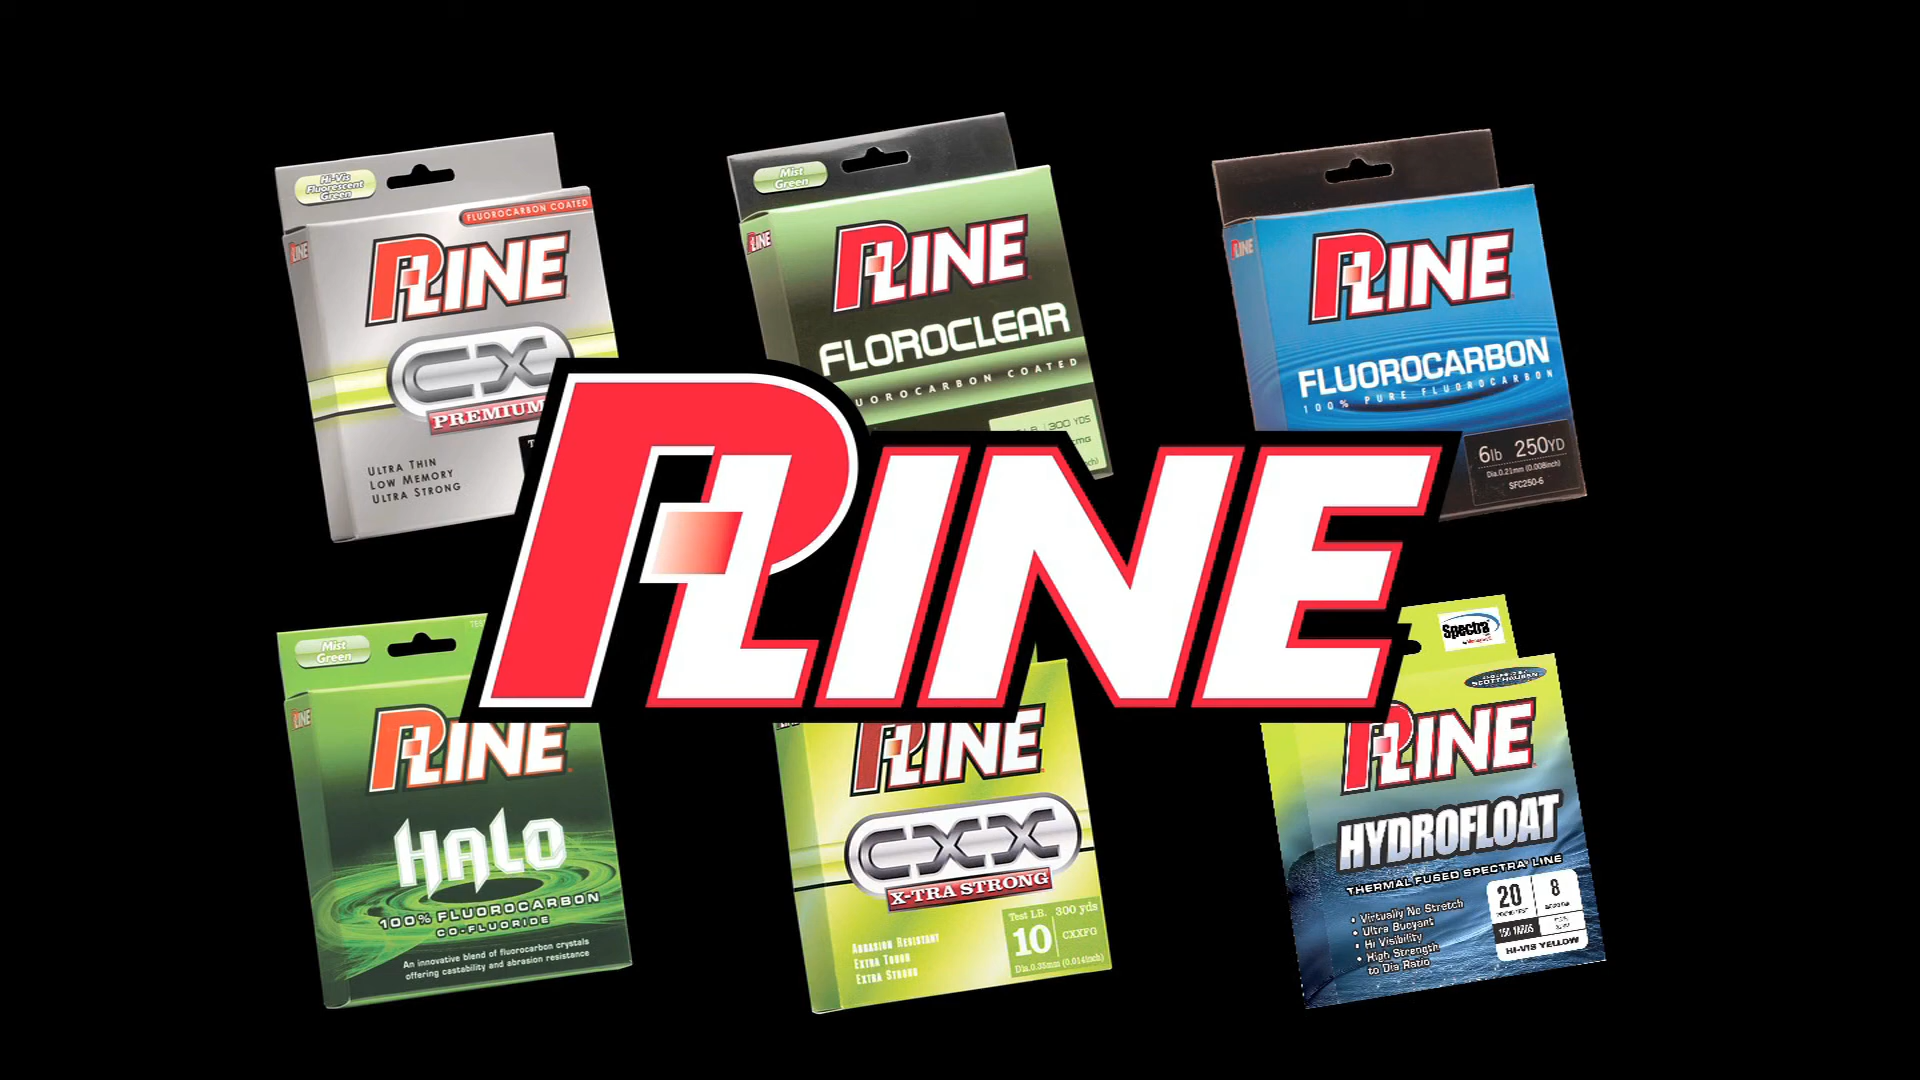 Hi-Vis
Fluorescent
Green
FLUOROCARBON COATED
LINE
P-LINE
CX
PREMIUM
ULTRA THIN
LOW MEMORY
ULTRA STRONG
Mist
Green
LINE
P-LINE
FLOROCLEAR
UOROCARBON COATED
300 YDS
LINE
P-LINE
FLUOROCARBON
100% PURE FLUOROCARBON
6lb 250YD
Dia.0.21mm (0.008inch)
SFC250-6
P-LINE
Mist
Green
LINE
P-LINE
HALO
100% FLUOROCARBON
CO-FLUORIDE
An innovative blend of fluorocarbon crystals
offering castability and abrasion resistance
P-LINE
CXX
X-TRA STRONG
ABRASION RESISTANT
EXTRA TOUGH
EXTRA STRONG
Test LB. 300 yds
10 CXXFG
Dia.0.35mm (0.014inch)
Spectra
P-LINE
HYDROFLOAT
THERMAL FUSED SPECTRA® LINE
• Virtually No Stretch
• Ultra Buoyant
• Hi Visibility
• High Strength
to Dia Ratio
20 8
150 YARDS
HI-VIS YELLOW